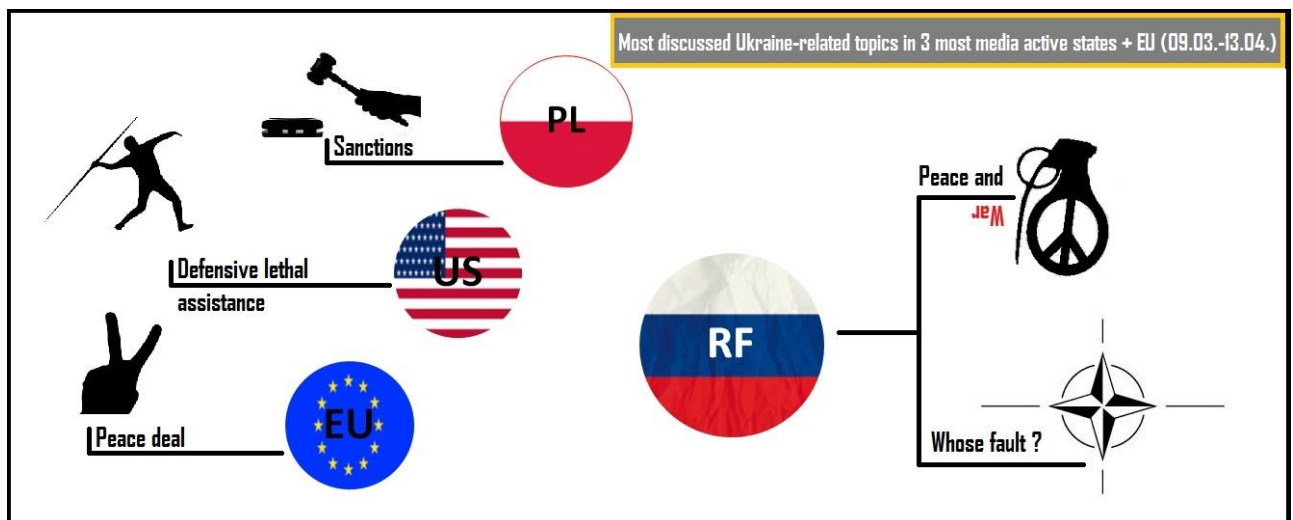 Most discussed Ukraine-related topics in 3 most media active states + EU (09.03.-13.04.)
PL
Sanctions
US
Defensive lethal
assistance
EU
Peace deal
RF
Peace and
War
Whose fault ?